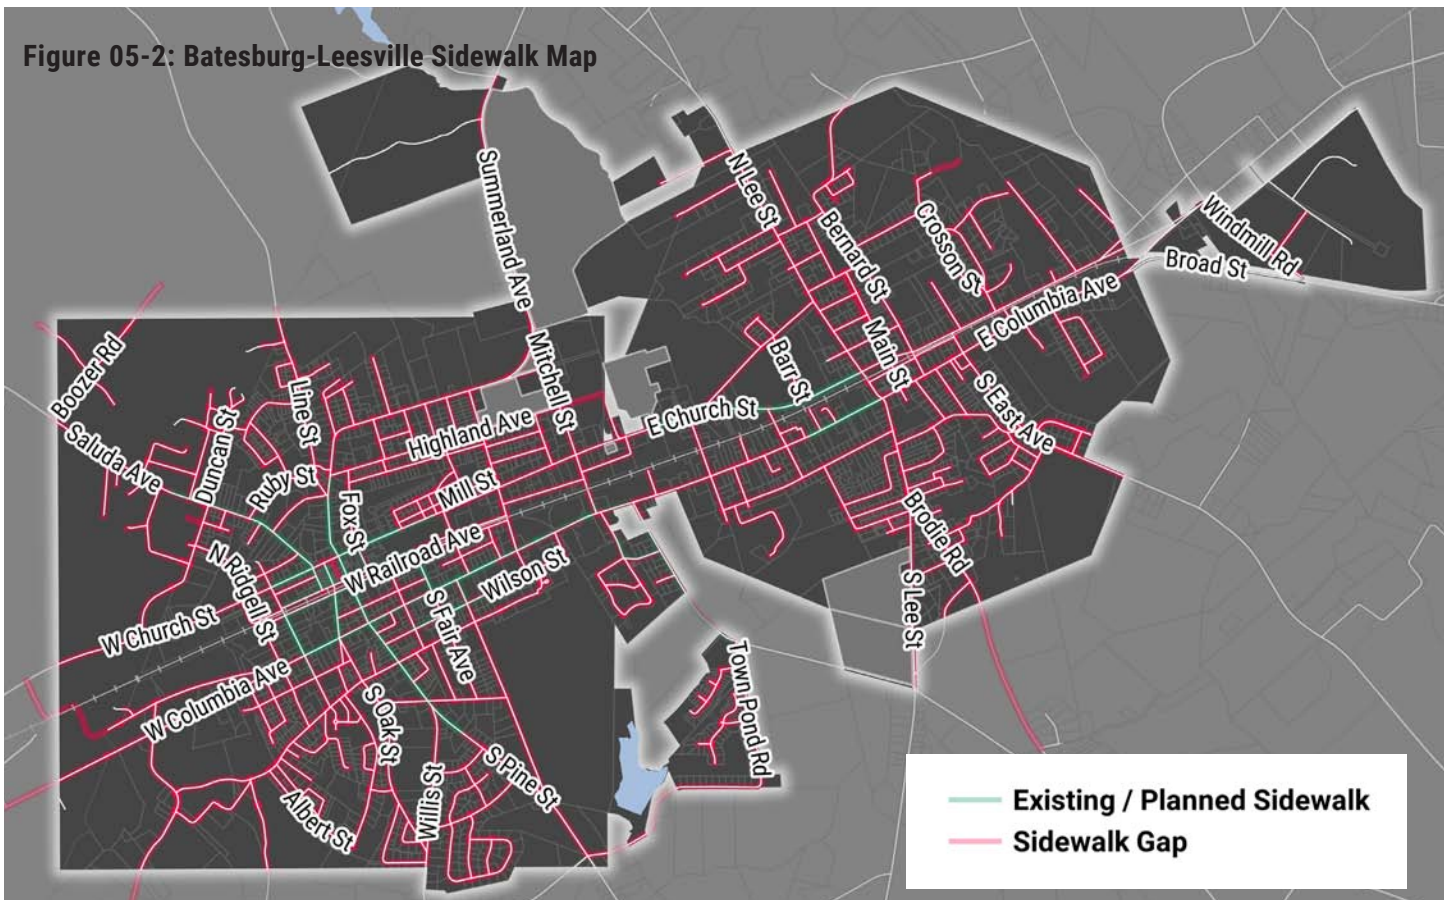 Figure 05-2: Batesburg-Leesville Sidewalk Map
Summerland Ave
N Lee St
Bernard St
Crosson St
Windmill Rd
Broad St
E Columbia Ave
Main St
Barr St
Mitchell St
Boozer Rd
Line St
Highland Ave
E Church St
S East Ave
Saluda Ave
Duncan St
Ruby St
Mill St
Fox St
W Railroad Ave
Wilson St
Brodie Rd
N Ridgell St
S Fair Ave
S Lee St
W Church St
W Columbia Ave
S Oak St
Town Pond Rd
S Pine St
Willis St
Albert St
Existing / Planned Sidewalk
Sidewalk Gap